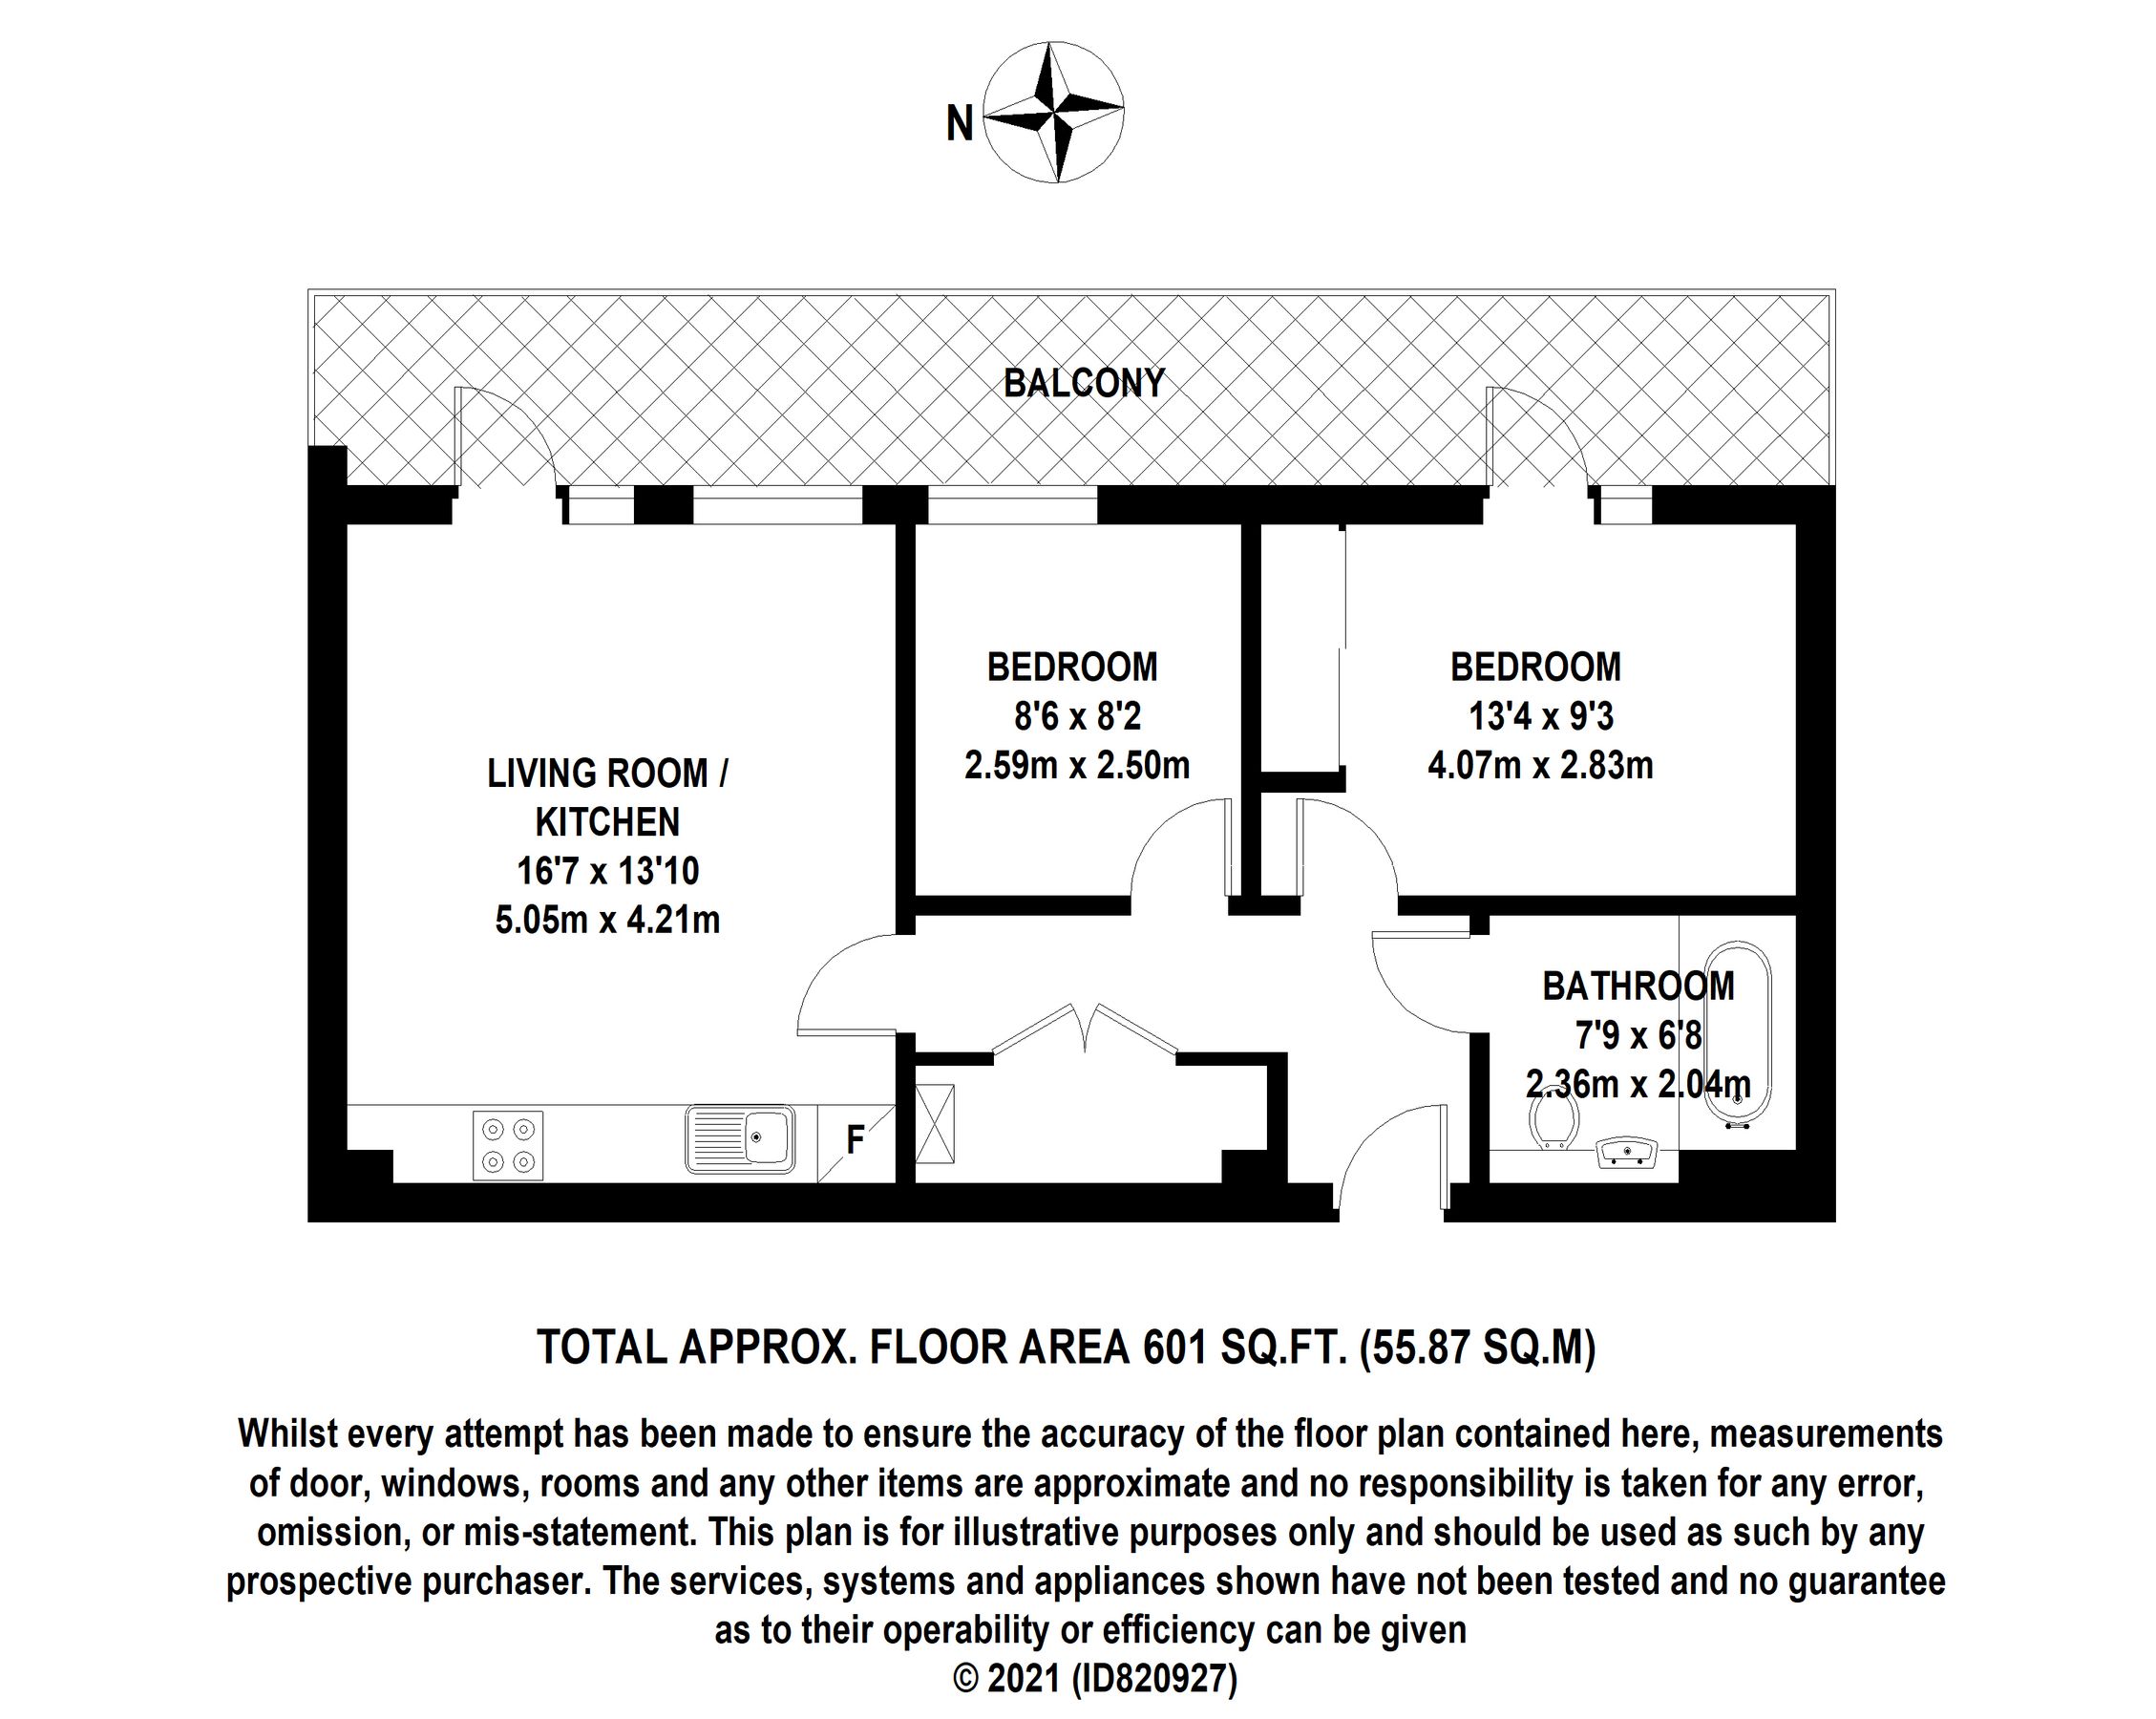 N
BALCONY
BEDROOM
8'6 x 8'2
2.59m x 2.50m
BEDROOM
13'4 x 9'3
4.07m x 2.83m
LIVING ROOM /
KITCHEN
16'7 x 13'10
5.05m x 4.21m
BATHROOM
7'9 x 6'8
2.36m x 2.04m
F
TOTAL APPROX. FLOOR AREA 601 SQ.FT. (55.87 SQ.M)
Whilst every attempt has been made to ensure the accuracy of the floor plan contained here, measurements
of door, windows, rooms and any other items are approximate and no responsibility is taken for any error,
omission, or mis-statement. This plan is for illustrative purposes only and should be used as such by any
prospective purchaser. The services, systems and appliances shown have not been tested and no guarantee
as to their operability or efficiency can be given
© 2021 (ID820927)